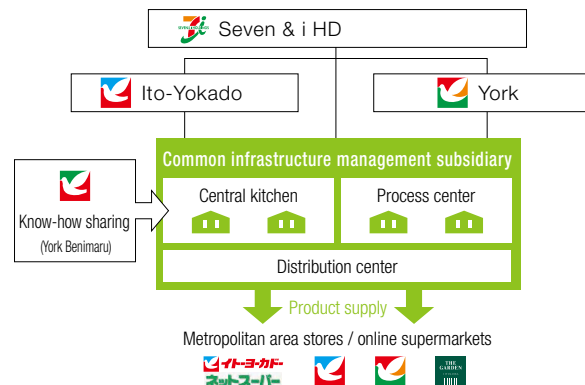 Seven & i HD
Ito-Yokado
York
Common infrastructure management subsidiary
Know-how sharing
(York Benimaru)
Central kitchen
Process center
Distribution center
Product supply
Metropolitan area stores / online supermarkets
イトーヨーカドー
ネットスーパー
THE
GARDEN